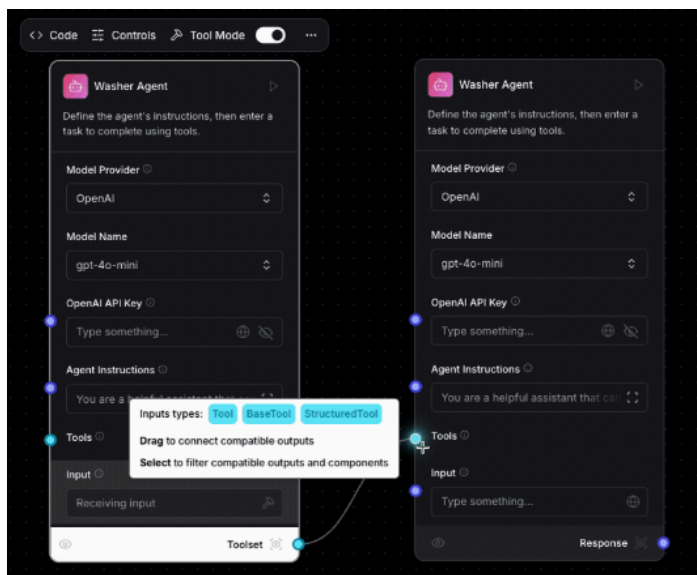 Code
Controls
Tool Mode
Washer Agent
Define the agent's instructions, then enter a
task to complete using tools.
Model Provider
OpenAI
Model Name
gpt-4o-mini
OpenAI API Key
Type something...
Agent Instructions
You are a helpful assistant that
Tools
Input
Receiving input
Toolset
Inputs types: Tool BaseTool StructuredTool
Drag to connect compatible outputs
Select to filter compatible outputs and components
Washer Agent
Define the agent's instructions, then enter a
task to complete using tools.
Model Provider
OpenAI
Model Name
gpt-4o-mini
OpenAI API Key
Type something...
Agent Instructions
You are a helpful assistant that can
Tools
Input
Type something...
Response